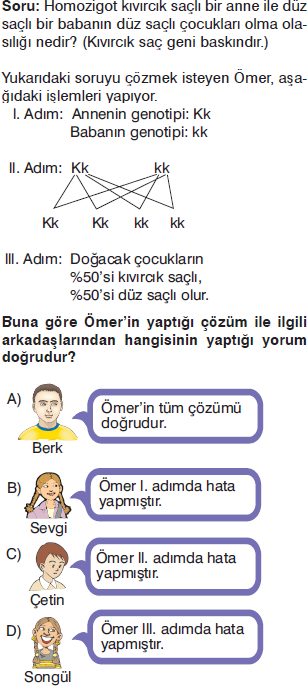 Soru: Homozigot kıvırcık saçlı bir anne ile düz
saçlı bir babanın düz saçlı çocukları olma ola-
sılığı nedir? (Kıvırcık saç geni baskındır.)
Yukarıdaki soruyu çözmek isteyen Ömer, aşa-
ğıdaki işlemleri yapıyor.
I. Adım: Annenin genotipi: Kk
Babanın genotipi: kk
II. Adım: Kk kk
Kk Kk kk kk
III. Adım: Doğacak çocukların
%50'si kıvırcık saçlı,
%50'si düz saçlı olur.
Buna göre Ömer'in yaptığı çözüm ile ilgili
arkadaşlarından hangisinin yaptığı yorum
doğrudur?
A) Ömer'in tüm çözümü
doğrudur.
Berk
B) Ömer I. adımda hata
yapmıştır.
Sevgi
C) Ömer II. adımda hata
yapmıştır.
Çetin
D) Ömer III. adımda hata
yapmıştır.
Songül